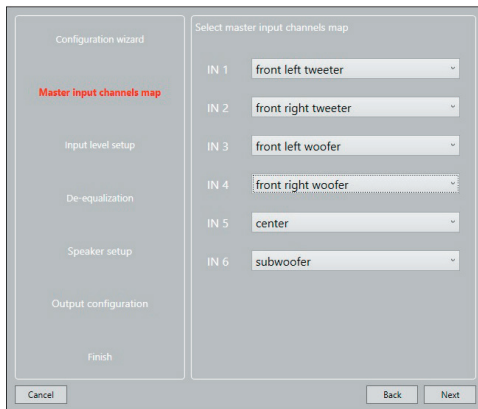 Configuration wizard
Master input channels map
Input level setup
De-equalization
Speaker setup
Output configuration
Finish
Select master input channels map
IN 1 front left tweeter
IN 2 front right tweeter
IN 3 front left woofer
IN 4 front right woofer
IN 5 center
IN 6 subwoofer
Cancel Back Next